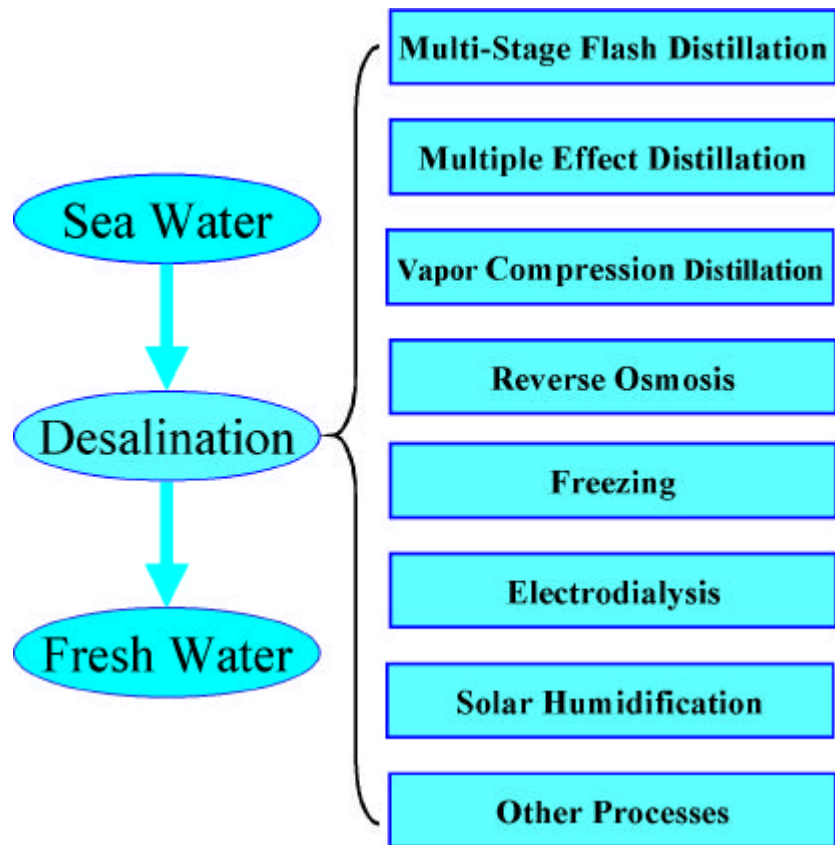 Multi-Stage Flash Distillation
Multiple Effect Distillation
Sea Water
Vapor Compression Distillation
Reverse Osmosis
Desalination
Freezing
Electrodialysis
Fresh Water
Solar Humidification
Other Processes